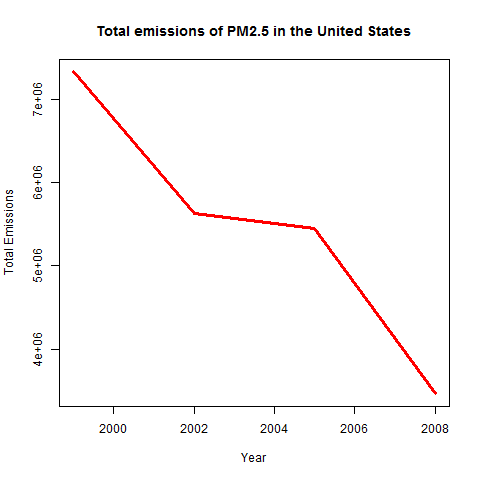 Total emissions of PM2.5 in the United States
Total Emissions
7e+06
6e+06
5e+06
4e+06
2000 2002 2004 2006 2008
Year